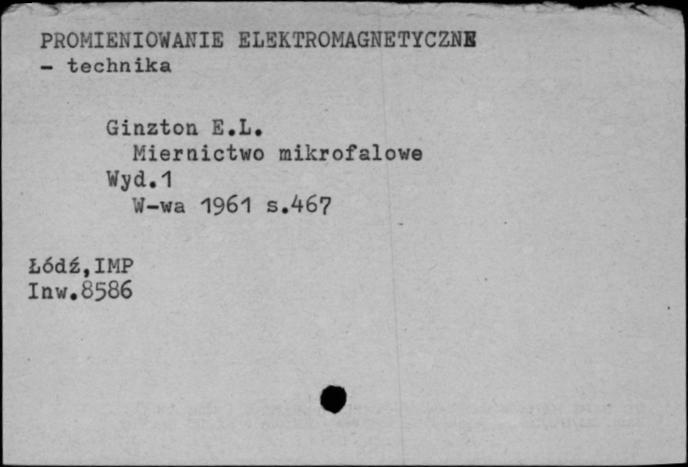 PROMIENIOWANIE ELEKTROMAGNETYCZNE
- technika
Ginzton E.L.
Miernictwo mikrofalowe
Wyd.1
W-wa 1961 s.467
Łódź,IMP
Inw.8586